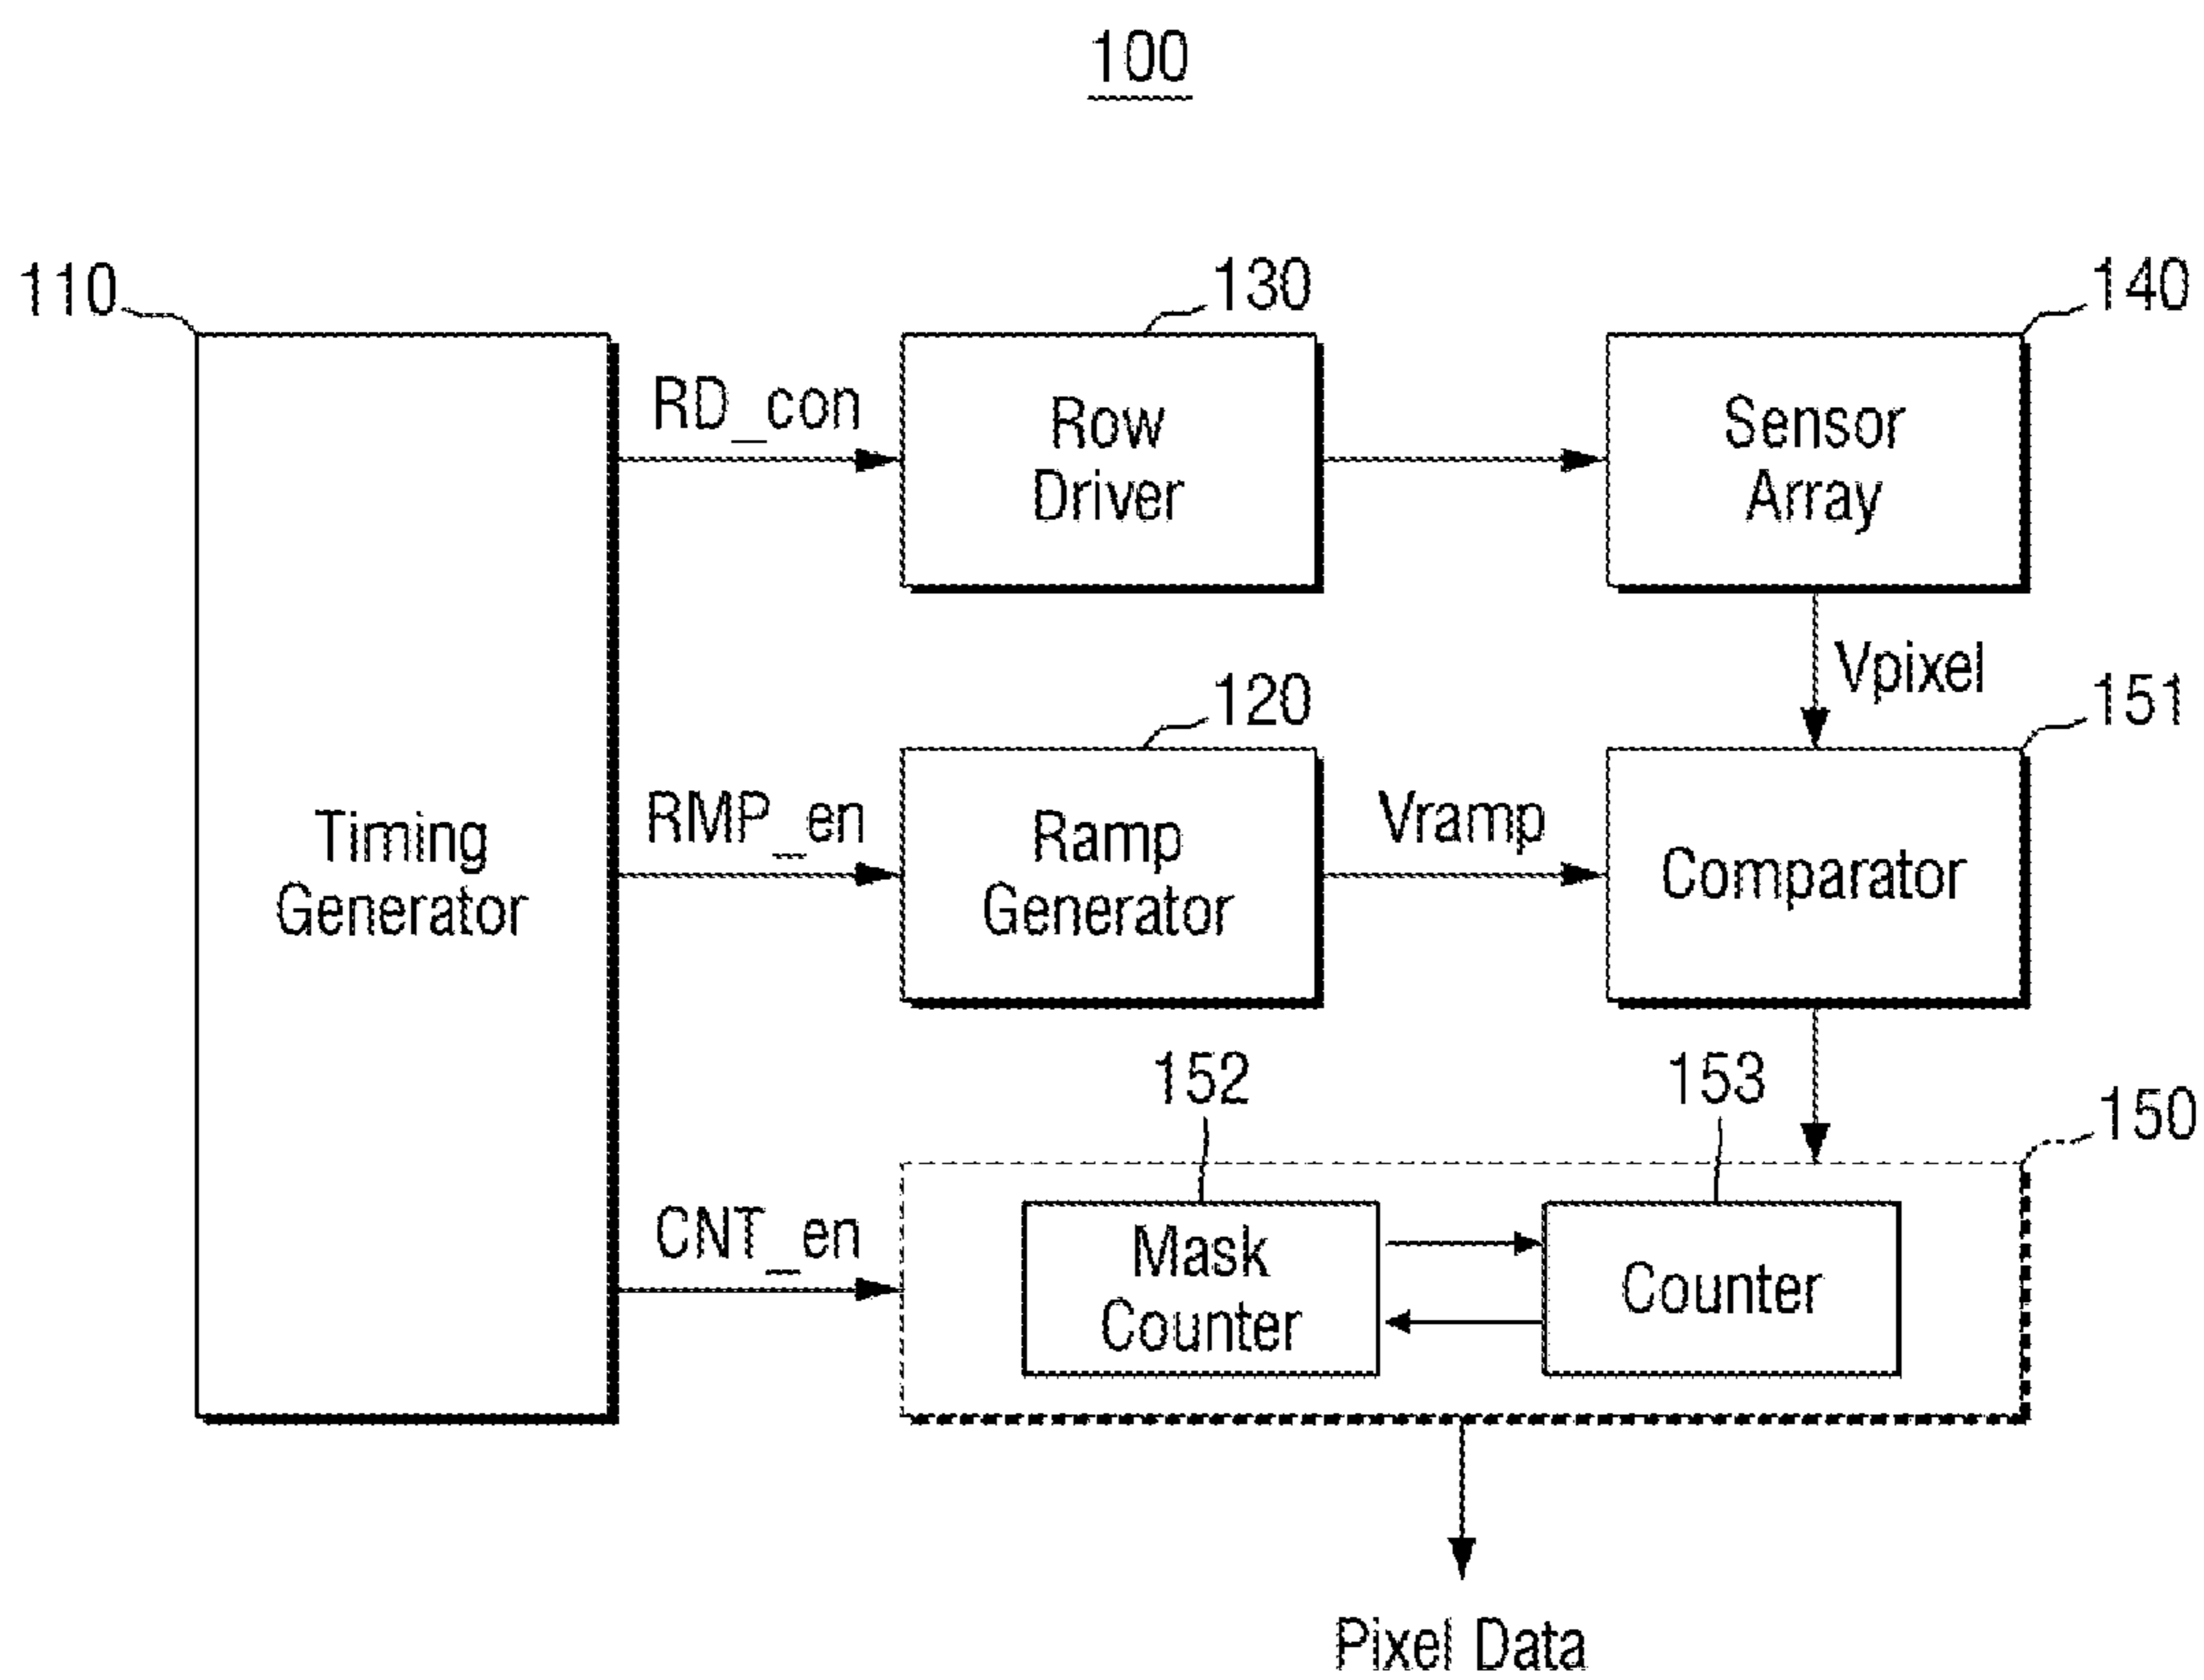 100
110
130
140
RD_con
Row
Driver
Sensor
Array
Vpixel
120
151
Timing
Generator
RMP_en
Ramp
Generator
Vramp
Comparator
152
153
150
CNT_en
Mask
Counter
Counter
Pixel Data